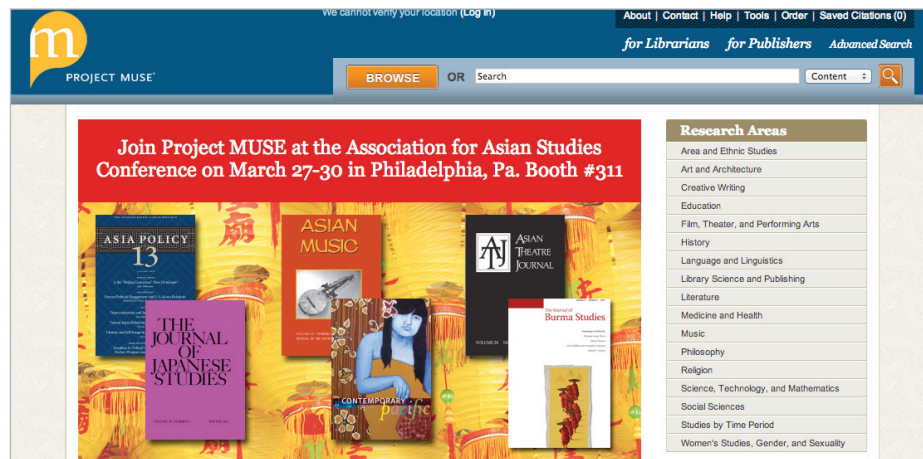 We cannot verify your location (Log In)
About | Contact | Help | Tools | Order | Saved Citations (0)
m
for Librarians for Publishers Advanced Search
PROJECT MUSE®
BROWSE OR Search Content
Join Project MUSE at the Association for Asian Studies
Conference on March 27-30 in Philadelphia, Pa. Booth #311
ASIA POLICY
13
ASIAN
MUSIC
ATJ
ASIAN
THEATRE
JOURNAL
THE
JOURNAL
OF
JAPANESE
STUDIES
CONTEMPORARY
pacific
The Journal of
Burma Studies
Research Areas
Area and Ethnic Studies
Art and Architecture
Creative Writing
Education
Film, Theater, and Performing Arts
History
Language and Linguistics
Library Science and Publishing
Literature
Medicine and Health
Music
Philosophy
Religion
Science, Technology, and Mathematics
Social Sciences
Studies by Time Period
Women's Studies, Gender, and Sexuality